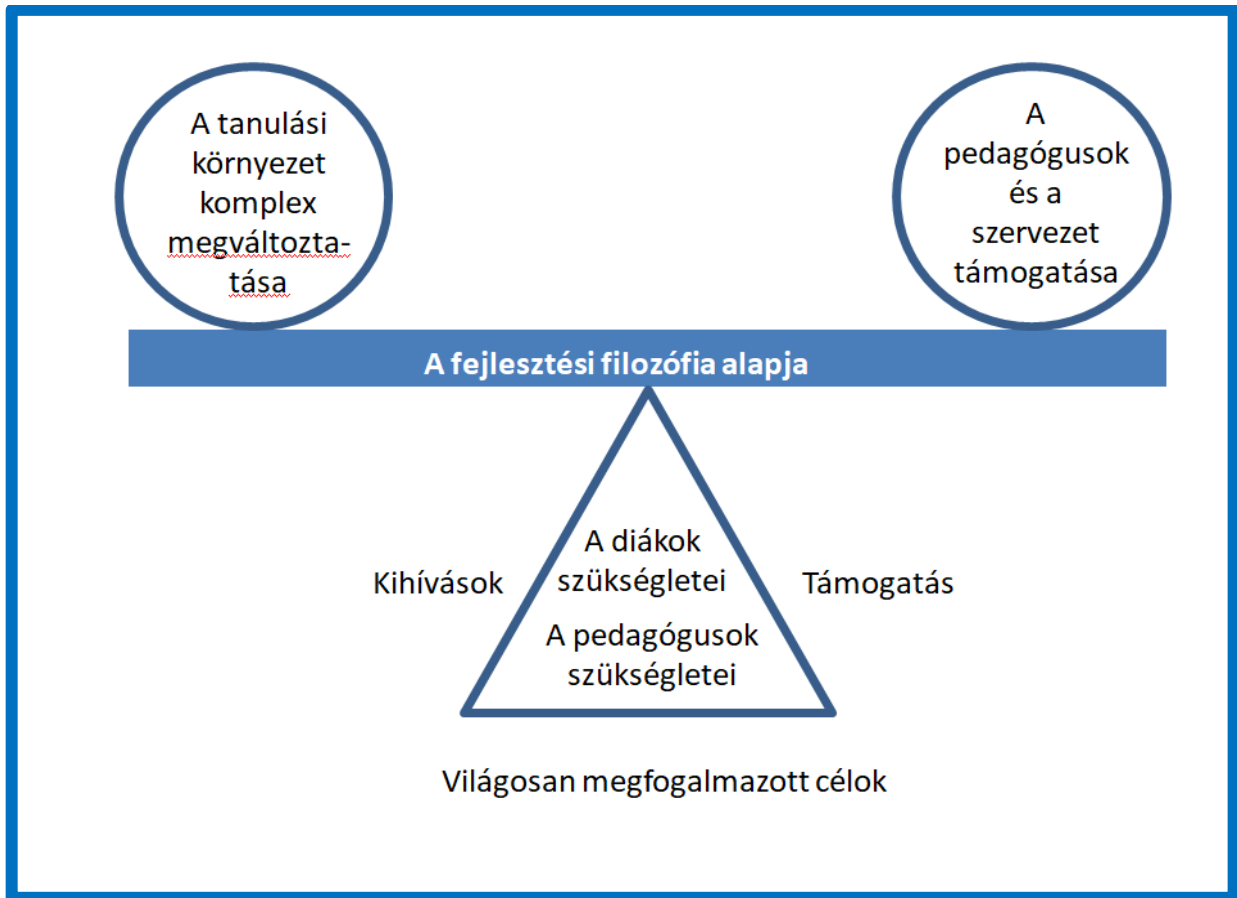 A tanulási
környezet
komplex
megváltozta-
tása
A
pedagógusok
és a
szervezet
támogatása
A fejlesztési filozófia alapja
A diákok
szükségletei
Kihívások
Támogatás
A pedagógusok
szükségletei
Világosan megfogalmazott célok